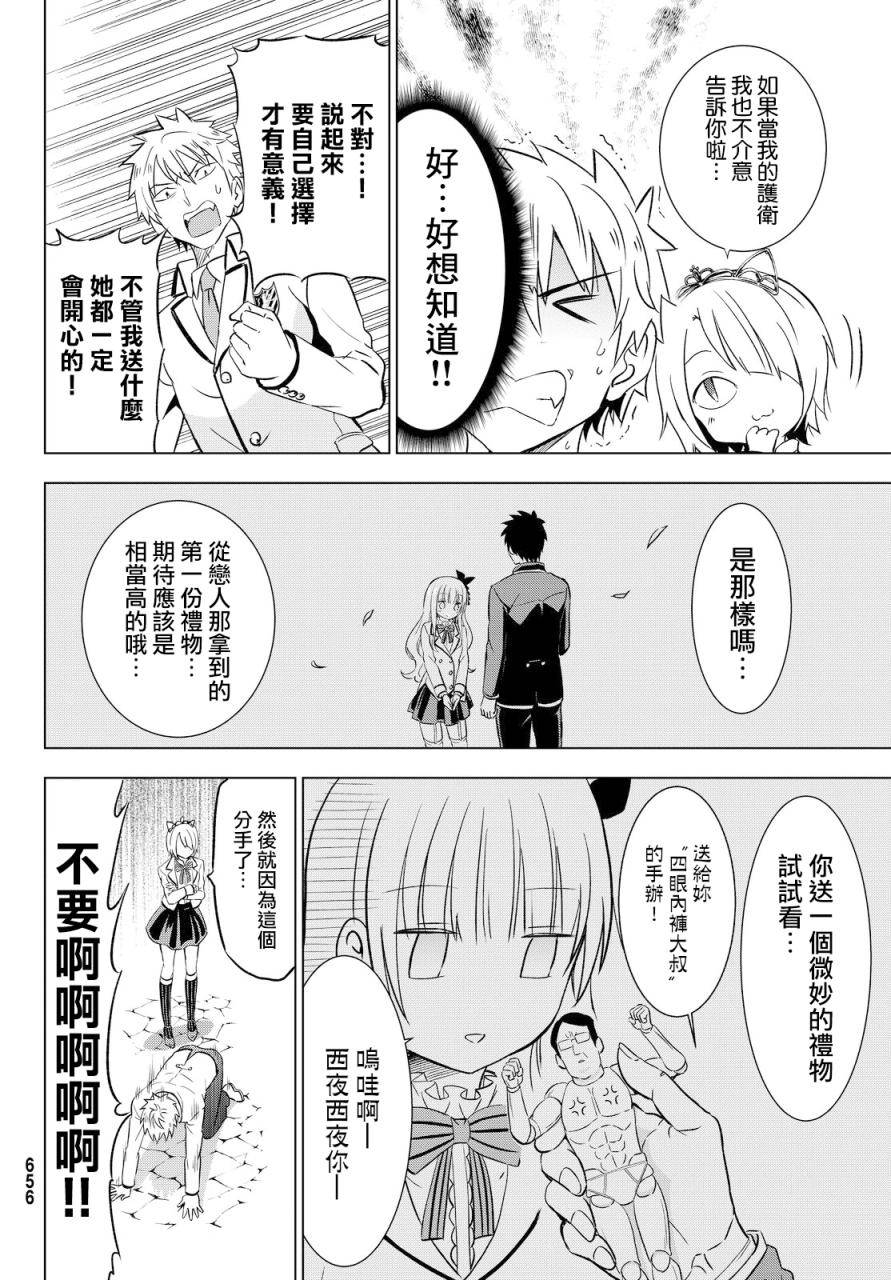 如果當我的護衛
我也不介意
告訴你啦…
好…好想知道!!
不對…！
說起來
要自己選擇
才有意義！
不管我送什麼
她都一定
會開心的！
是那樣嗎…
從戀人那拿到的
第一份禮物…
期待應該是
相當高的哦…
你送一個微妙的禮物
試試看…
送給妳
〝四眼內褲大叔〞
的手辦！
嗚哇啊ー
西夜西夜你ー
然後就因為這個
分手了…
不要啊啊啊啊啊!!
656